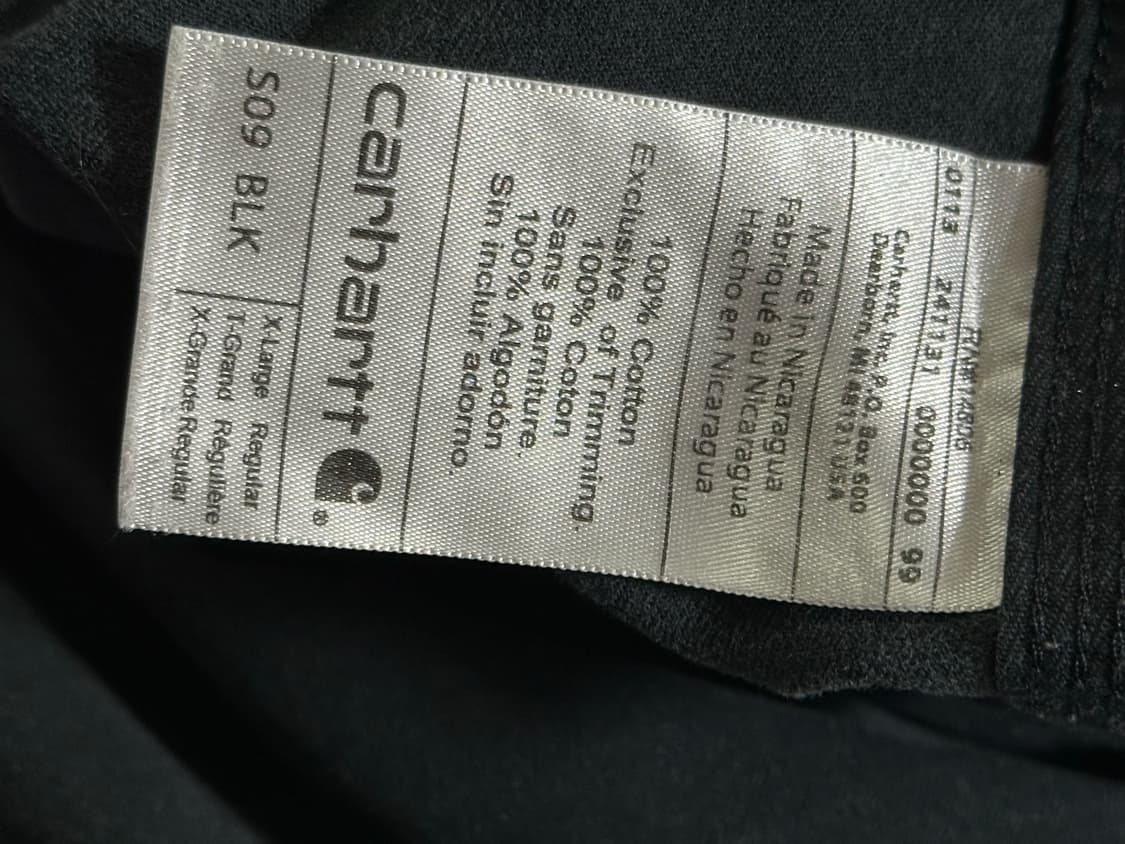 RN# 14806
0113 241131 0000000 99
Carhartt, Inc. P.O. Box 600
Dearborn, MI 48121 USA
Made in Nicaragua
Fabriqué au Nicaragua
Hecho en Nicaragua
100% Cotton
Exclusive of Trimming.
100% Coton
Sans garniture.
100% Algodón
Sin incluir adorno.
carhartt ®
S09 BLK
X-Large Regular
T-Grand Régulière
X-Grande Regular